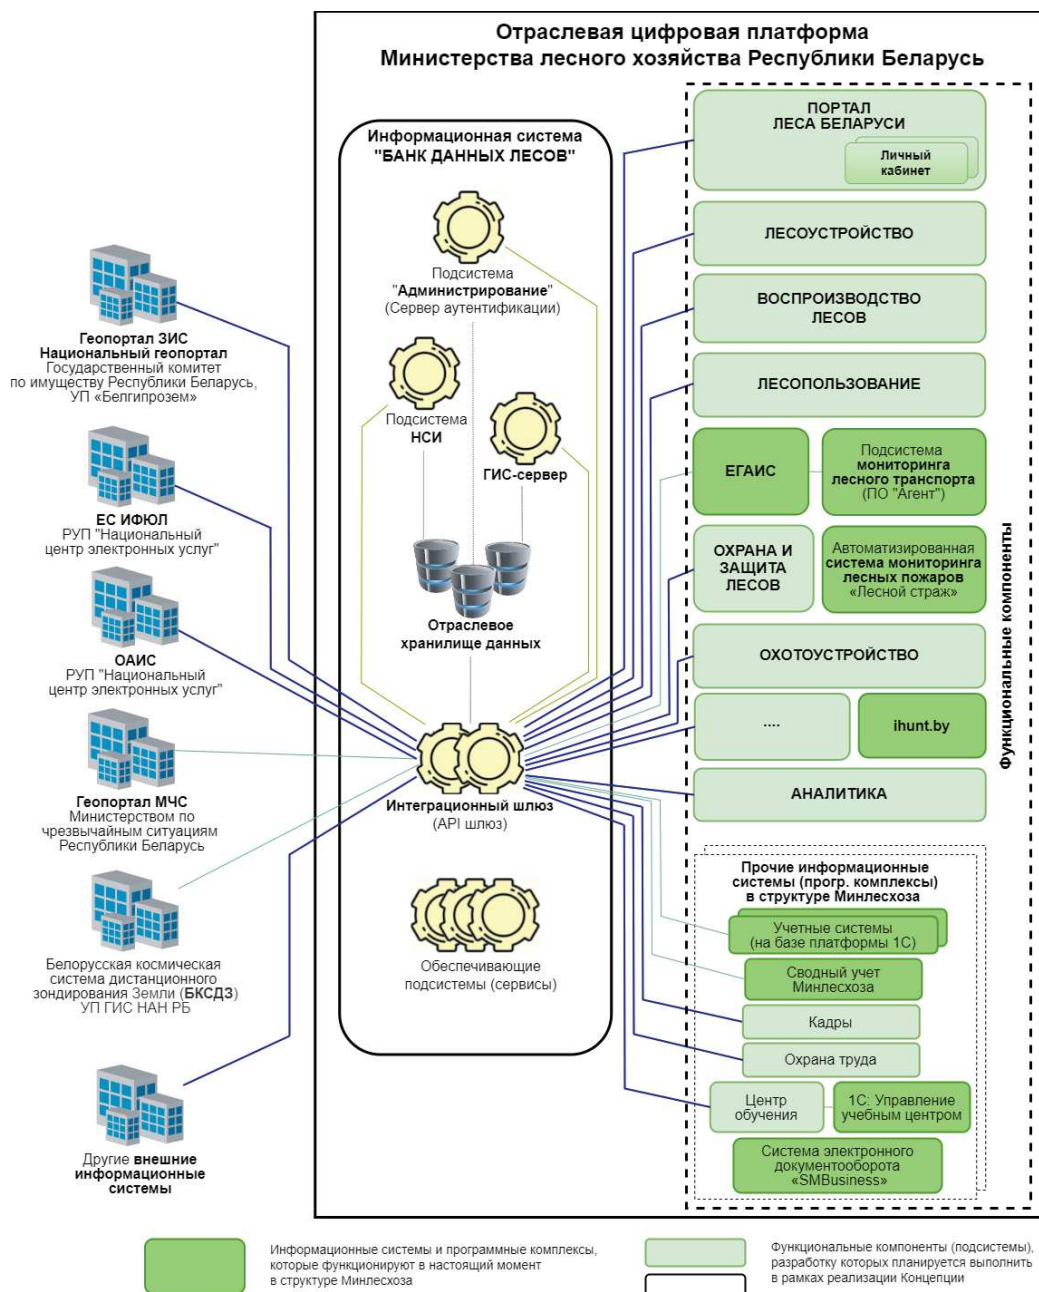 Отраслевая цифровая платформа
Министерства лесного хозяйства Республики Беларусь
Информационная система
"БАНК ДАННЫХ ЛЕСОВ"
Подсистема
"Администрирование"
(Сервер аутентификации)
Подсистема
НСИ
ГИС-сервер
Отраслевое
хранилище данных
Интеграционный шлюз
(API шлюз)
Обеспечивающие
подсистемы (сервисы)
Геопортал ЗИС
Национальный геопортал
Государственный комитет
по имуществу Республики Беларусь,
УП «Белгипрозем»
ЕС ИФЮЛ
РУП "Национальный
центр электронных услуг"
ОАИС
РУП "Национальный
центр электронных услуг"
Геопортал МЧС
Министерством по
чрезвычайным ситуациям
Республики Беларусь
Белорусская космическая
система дистанционного
зондирования Земли (БКСДЗ)
УП ГИС НАН РБ
Другие внешние
информационные
системы
ПОРТАЛ
ЛЕСА БЕЛАРУСИ
Личный
кабинет
ЛЕСОУСТРОЙСТВО
ВОСПРОИЗВОДСТВО
ЛЕСОВ
ЛЕСОПОЛЬЗОВАНИЕ
ЕГАИС
Подсистема
мониторинга
лесного транспорта
(ПО "Агент")
ОХРАНА И
ЗАЩИТА
ЛЕСОВ
Автоматизированная
система мониторинга
лесных пожаров
«Лесной страж»
ОХОТОУСТРОЙСТВО
....
ihunt.by
АНАЛИТИКА
Функциональные компоненты
Прочие информационные
системы (прогр. комплексы)
в структуре Минлесхоза
Учетные системы
(на базе платформы 1С)
Сводный учет
Минлесхоза
Кадры
Охрана труда
Центр
обучения
1С: Управление
учебным центром
Система электронного
документооборота
«SMBusiness»
Информационные системы и программные комплексы,
которые функционируют в настоящий момент
в структуре Минлесхоза
Функциональные компоненты (подсистемы),
разработку которых планируется выполнить
в рамках реализации Концепции